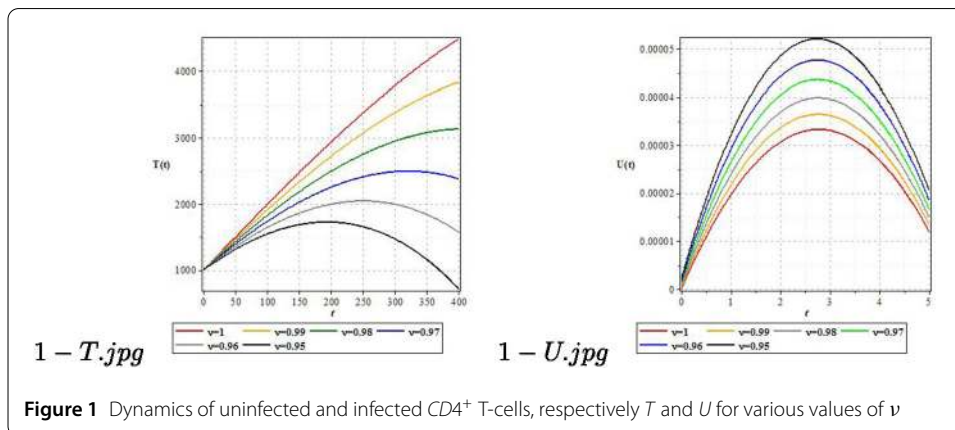 4000
3000
T(t)
2000
1000
0 50 100 150 200 250 300 350 400
t
v=1 v=0.99 v=0.98 v=0.97
v=0.96 v=0.95
1 − T.jpg
0.00005
0.00004
0.00003
U(t)
0.00002
0.00001
0
0 1 2 3 4 5
t
v=1 v=0.99 v=0.98 v=0.97
v=0.96 v=0.95
1 − U.jpg
Figure 1 Dynamics of uninfected and infected CD4⁺ T-cells, respectively T and U for various values of ν